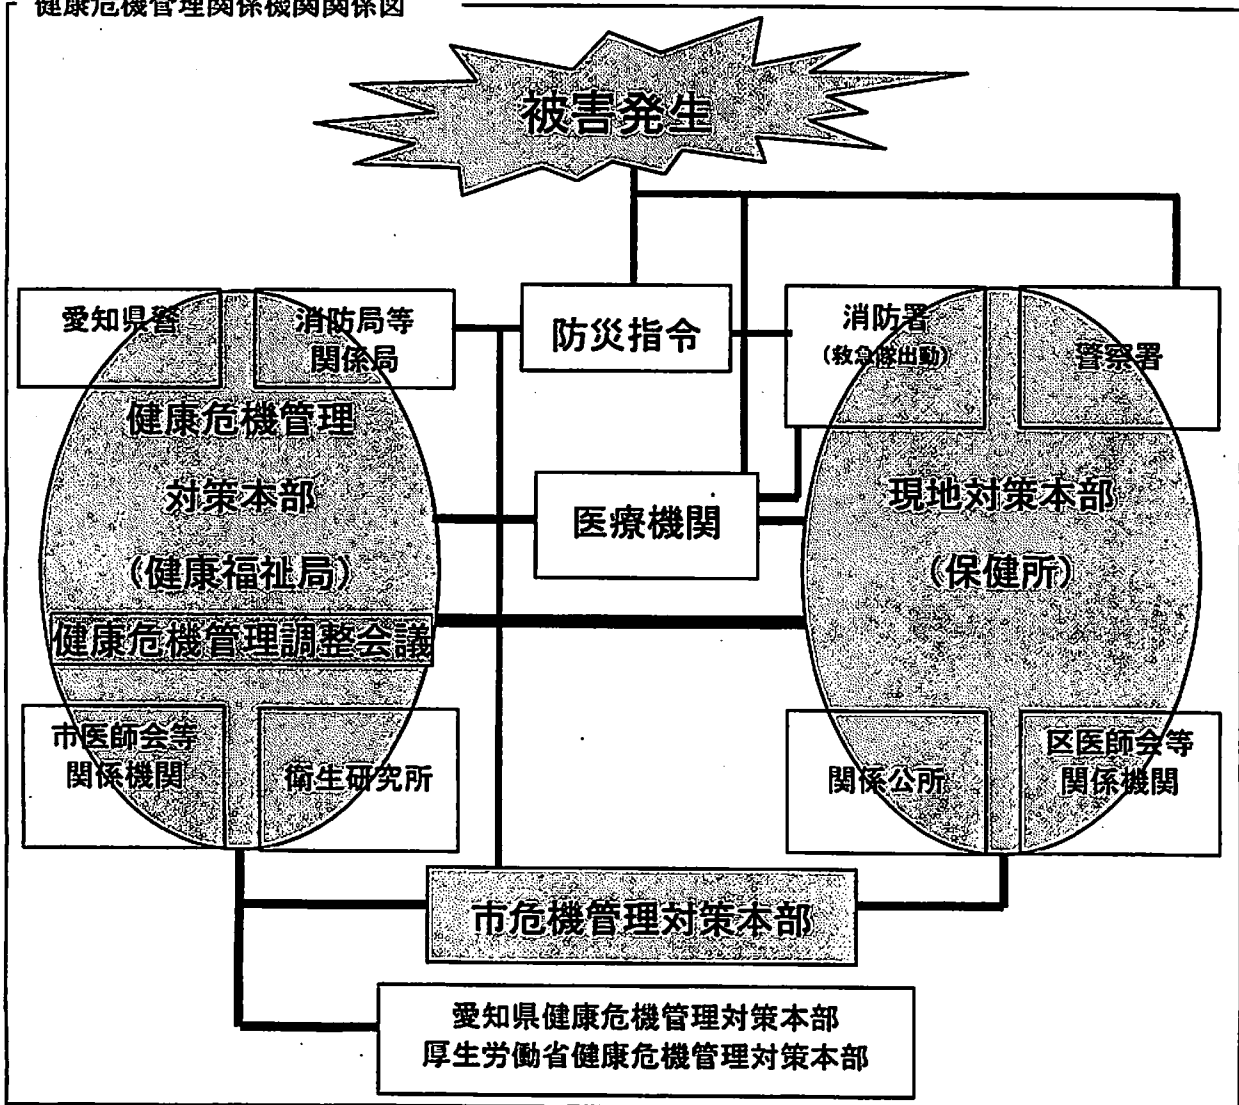 健康危機管理関係機関関係図
被害発生
愛知県警
消防局等
関係局
防災指令
消防署
(救急隊出動)
警察署
健康危機管理
対策本部
(健康福祉局)
健康危機管理調整会議
医療機関
現地対策本部
(保健所)
市医師会等
関係機関
衛生研究所
関係公所
区医師会等
関係機関
市危機管理対策本部
愛知県健康危機管理対策本部
厚生労働省健康危機管理対策本部